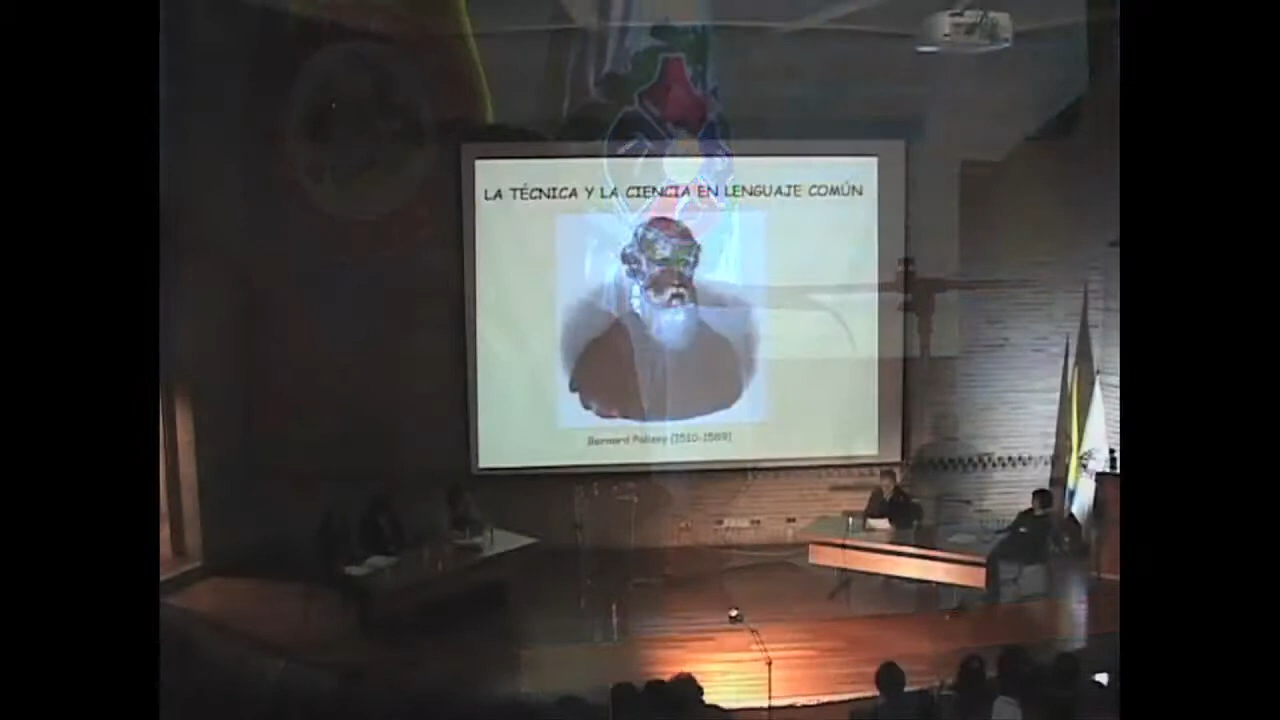 LA TÉCNICA Y LA CIENCIA EN LENGUAJE COMÚN
Bernard Palissy (1510-1589)